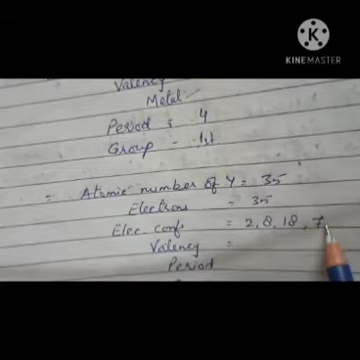 KINEMASTER
Valency
Metal
Period : 4
Group - 1st
= Atomic number of Y = 35
Electrons = 35
Elec. conf. = 2, 8, 18, 7
Valency =
Period